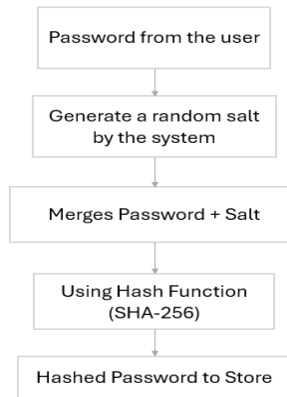 Password from the user
Generate a random salt
by the system
Merges Password + Salt
Using Hash Function
(SHA-256)
Hashed Password to Store